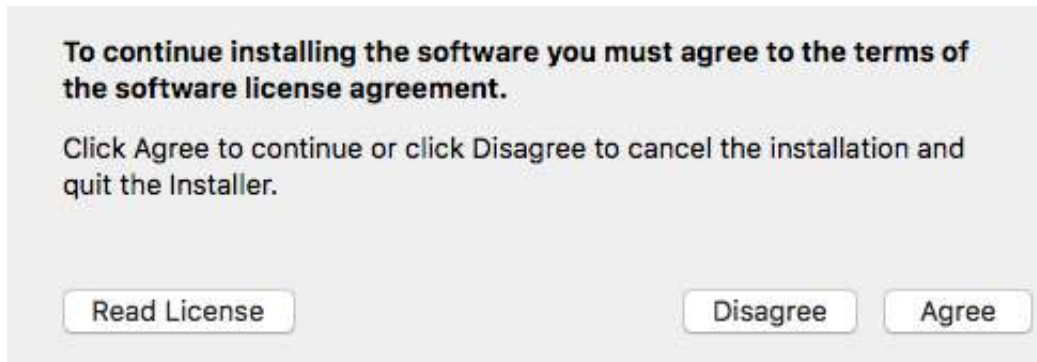 To continue installing the software you must agree to the terms of
the software license agreement.
Click Agree to continue or click Disagree to cancel the installation and
quit the Installer.
Read License
Disagree
Agree